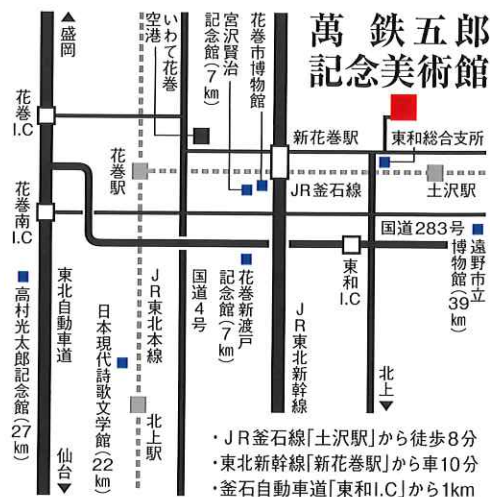 萬 鉄五郎
記念美術館
▲盛岡
花巻I.C
花巻南I.C
いわて花巻空港
宮沢賢治記念館(7km)
花巻市博物館
新花巻駅
東和総合支所
花巻駅
JR釜石線
土沢駅
国道283号
遠野市立博物館(39km)
東和I.C
花巻新渡戸記念館(7km)
国道4号
JR東北本線
JR東北新幹線
東北自動車道
高村光太郎記念館(27km)
日本現代詩歌文学館(22km)
北上駅
北上▼
仙台▼
・JR釜石線「土沢駅」から徒歩8分
・東北新幹線「新花巻駅」から車10分
・釜石自動車道「東和I.C」から1km